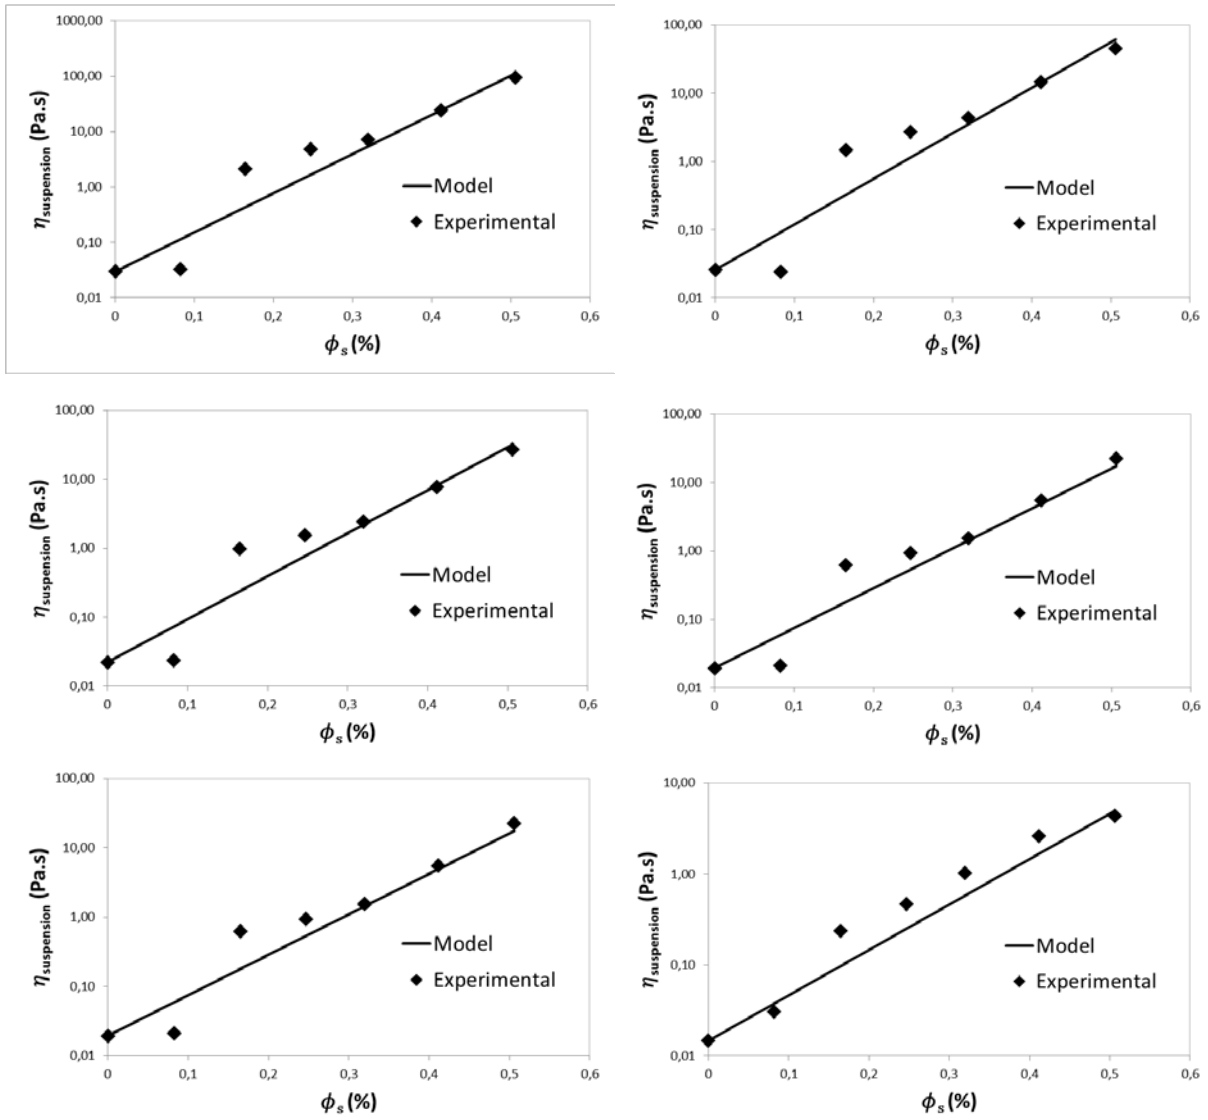 1000,00
100,00
10,00
1,00
0,10
0,01
η suspension (Pa.s)
Model
Experimental
0 0,1 0,2 0,3 0,4 0,5 0,6
ϕs (%)
100,00
10,00
1,00
0,10
0,01
η suspension (Pa.s)
Model
Experimental
0 0,1 0,2 0,3 0,4 0,5 0,6
ϕs (%)
100,00
10,00
1,00
0,10
0,01
η suspension (Pa.s)
Model
Experimental
0 0,1 0,2 0,3 0,4 0,5 0,6
ϕs (%)
100,00
10,00
1,00
0,10
0,01
η suspension (Pa.s)
Model
Experimental
0 0,1 0,2 0,3 0,4 0,5 0,6
ϕs (%)
100,00
10,00
1,00
0,10
0,01
η suspension (Pa.s)
Model
Experimental
0 0,1 0,2 0,3 0,4 0,5 0,6
ϕs (%)
10,00
1,00
0,10
0,01
η suspension (Pa.s)
Model
Experimental
0 0,1 0,2 0,3 0,4 0,5 0,6
ϕs (%)